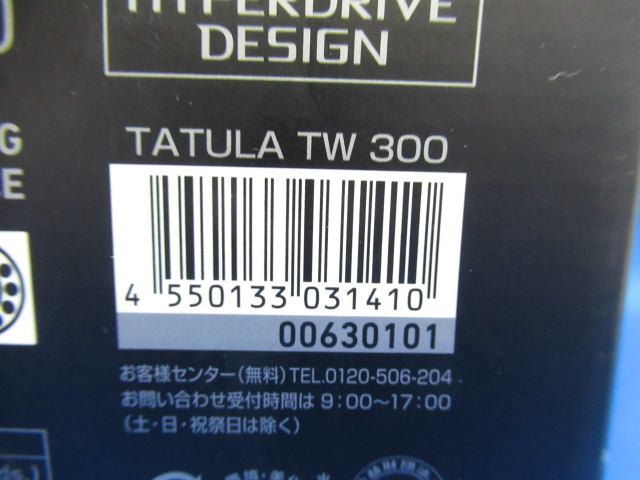 HYPERDRIVE
DESIGN
TATULA TW 300
4 550133 031410
00630101
お客様センター(無料)TEL.0120-506-204
お問い合わせ受付時間は 9:00〜17:00
(土・日・祝祭日は除く)